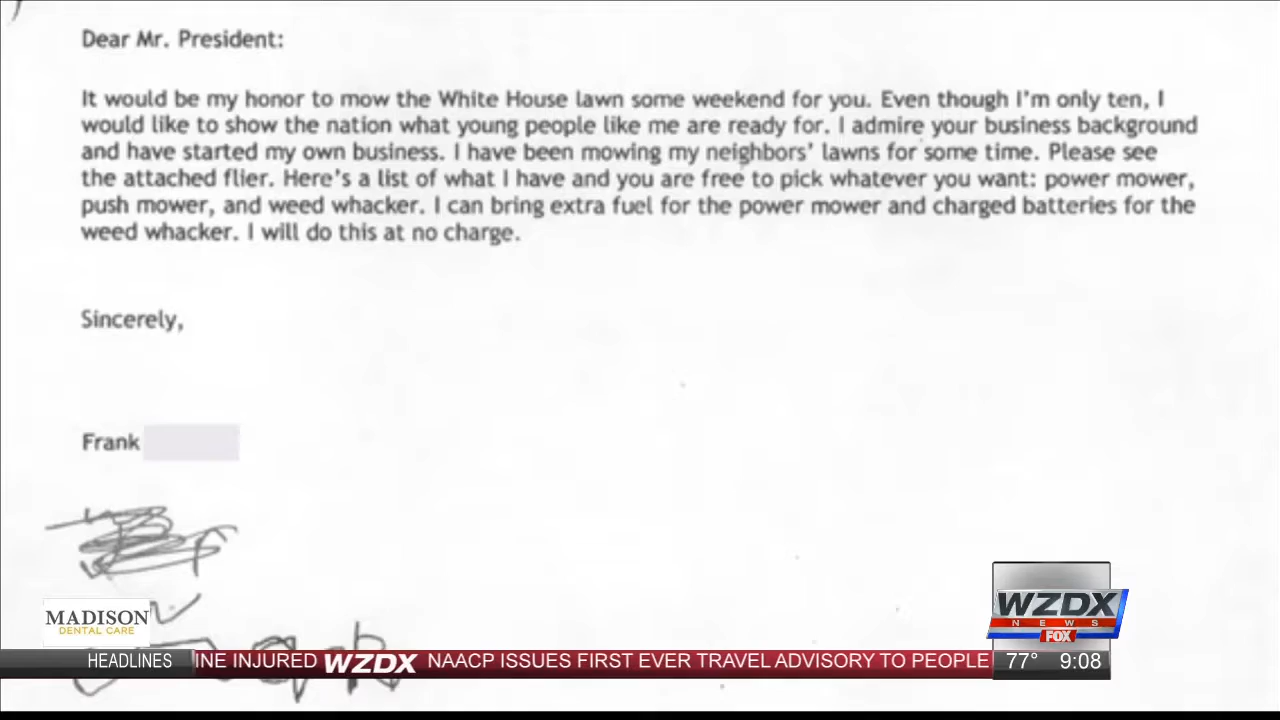 Dear Mr. President:
It would be my honor to mow the White House lawn some weekend for you. Even though I'm only ten, I
would like to show the nation what young people like me are ready for. I admire your business background
and have started my own business. I have been mowing my neighbors' lawns for some time. Please see
the attached flier. Here's a list of what I have and you are free to pick whatever you want: power mower,
push mower, and weed whacker. I can bring extra fuel for the power mower and charged batteries for the
weed whacker. I will do this at no charge.
Sincerely,
Frank
MADISON
DENTAL CARE
WZDX
NEWS
FOX
HEADLINES INE INJURED WZDX NAACP ISSUES FIRST EVER TRAVEL ADVISORY TO PEOPLE 77° 9:08